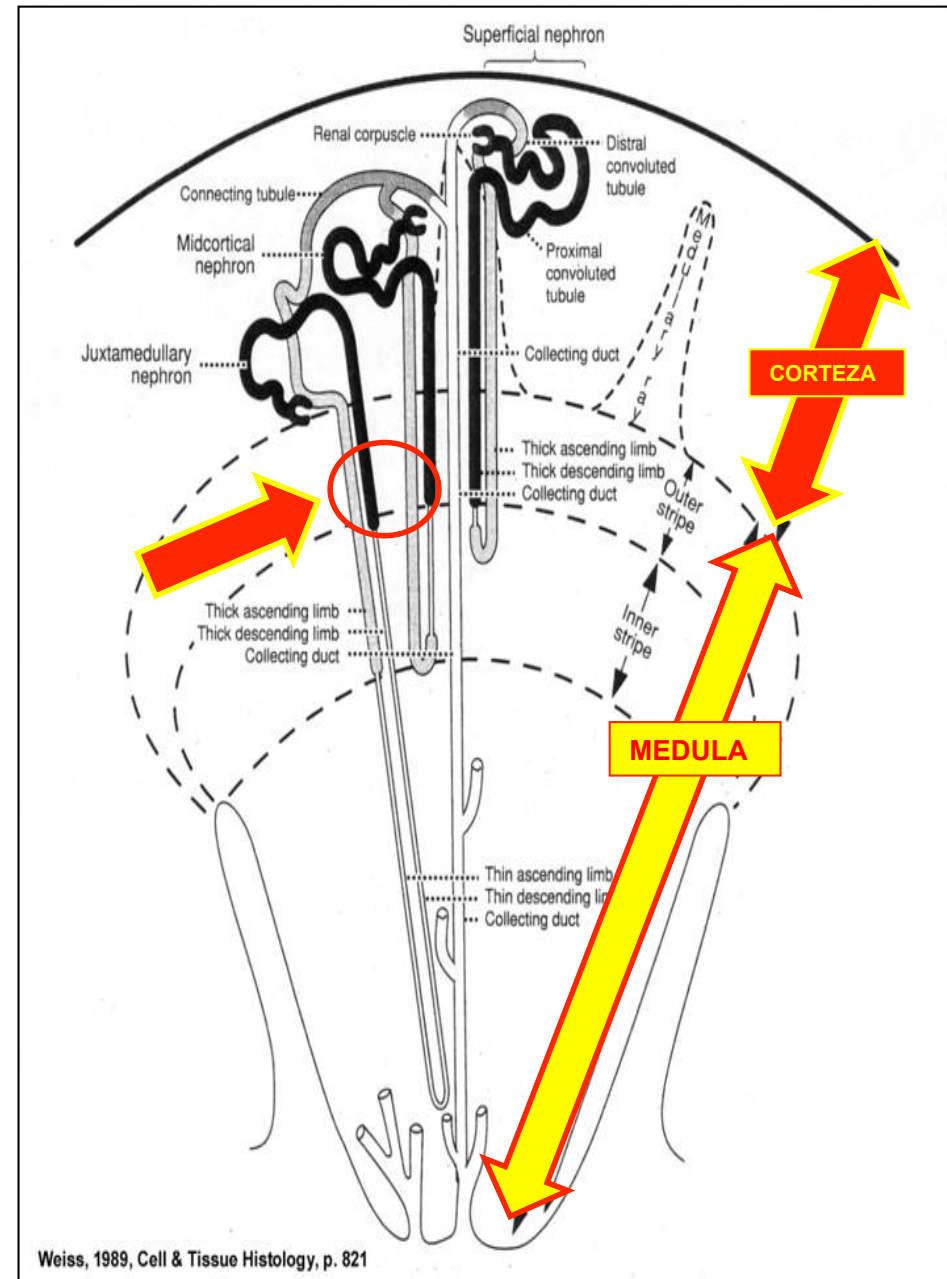 Superficial nephron
Renal corpuscle
Distral
convoluted
tubule
Connecting tubule
Midcortical
nephron
Proximal
convoluted
tubule
Medullary ray
Juxtamedullary
nephron
Collecting duct
CORTEZA
Thick ascending limb
Thick descending limb
Collecting duct
Outer
stripe
Inner
stripe
Thick ascending limb
Thick descending limb
Collecting duct
MEDULA
Thin ascending limb
Thin descending
Collecting duct
Weiss, 1989, Cell & Tissue Histology, p. 821